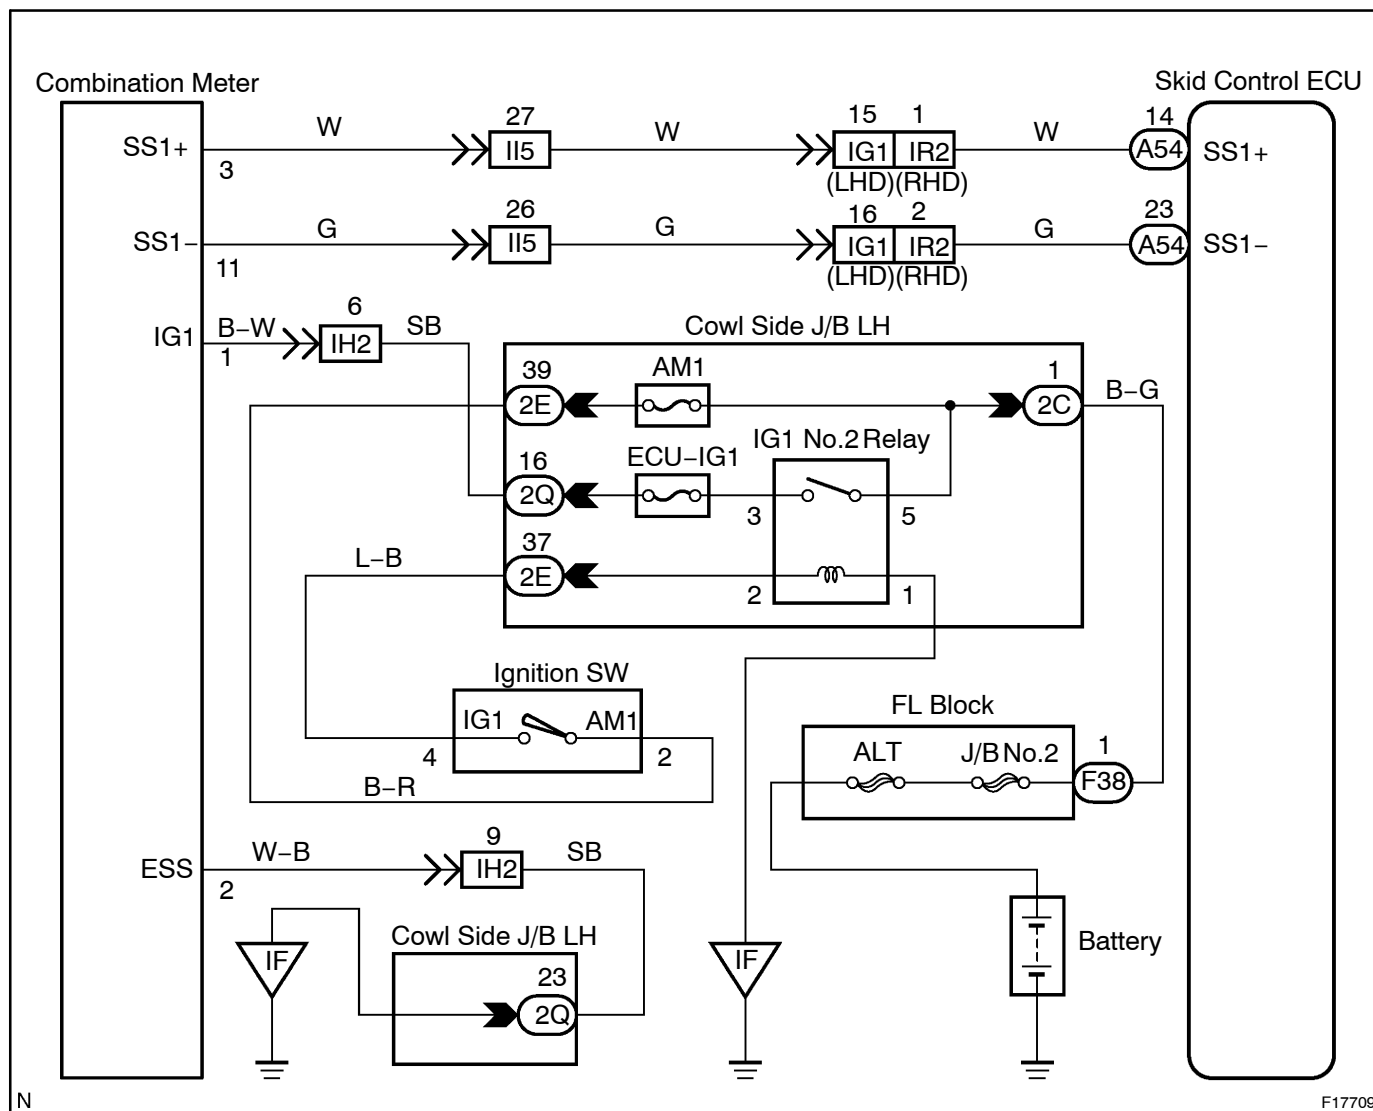 Combination Meter
Skid Control ECU
SS1+
3
W
27
II5
W
15 1
IG1 IR2
(LHD)(RHD)
W
14
A54
SS1+
SS1−
11
G
26
II5
G
16 2
IG1 IR2
(LHD)(RHD)
G
23
A54
SS1−
IG1
B−W
1
6
IH2
SB
Cowl Side J/B LH
39
2E
AM1
1
2C
B−G
16
2Q
ECU−IG1
IG1 No.2 Relay
3
5
L−B
37
2E
2
1
Ignition SW
IG1
AM1
4
2
B−R
FL Block
ALT
J/B No.2
1
F38
ESS
W−B
2
9
IH2
SB
IF
Cowl Side J/B LH
23
2Q
IF
Battery
N
F17709